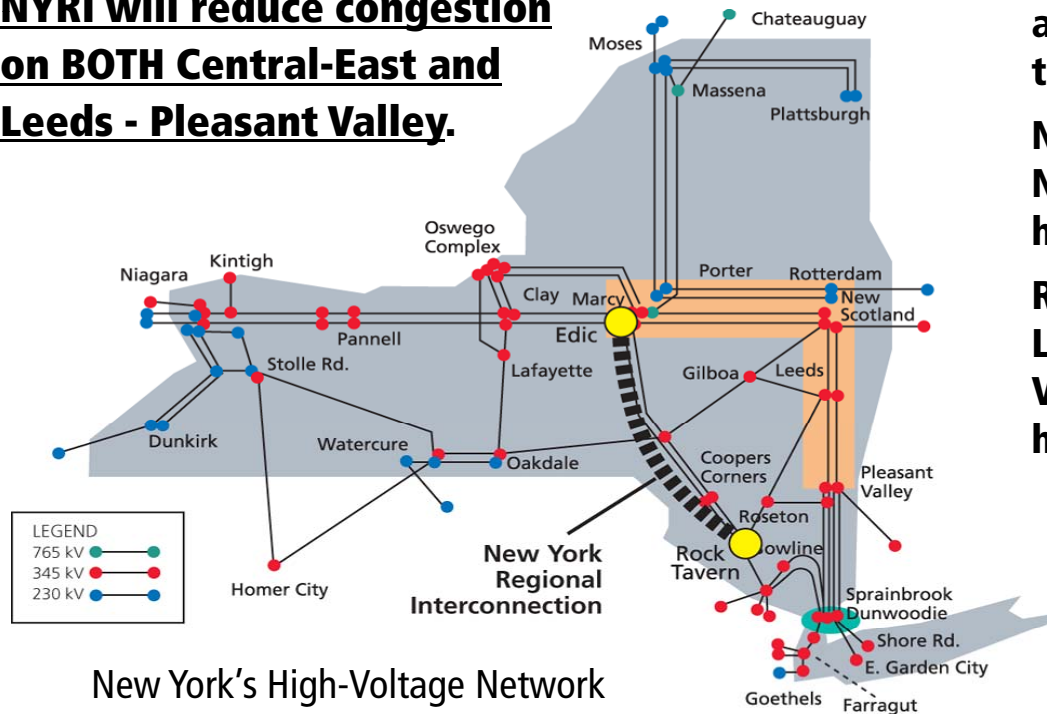 NYRI will reduce congestion
on BOTH Central-East and
Leeds - Pleasant Valley.
Chateauguay
Moses
Massena
Plattsburgh
Oswego
Complex
Niagara
Kintigh
Porter
Rotterdam
Clay
Marcy
New
Scotland
Edic
Pannell
Stolle Rd.
Lafayette
Gilboa
Leeds
Dunkirk
Watercure
Oakdale
Coopers
Corners
Pleasant
Valley
Roseton
LEGEND
765 kV
345 kV
230 kV
Homer City
New York
Regional
Interconnection
Rock
Tavern
owline
Sprainbrook
Dunwoodie
Shore Rd.
E. Garden City
Goethels
Farragut
New York's High-Voltage Network
a
t
N
N
h
R
L
V
h